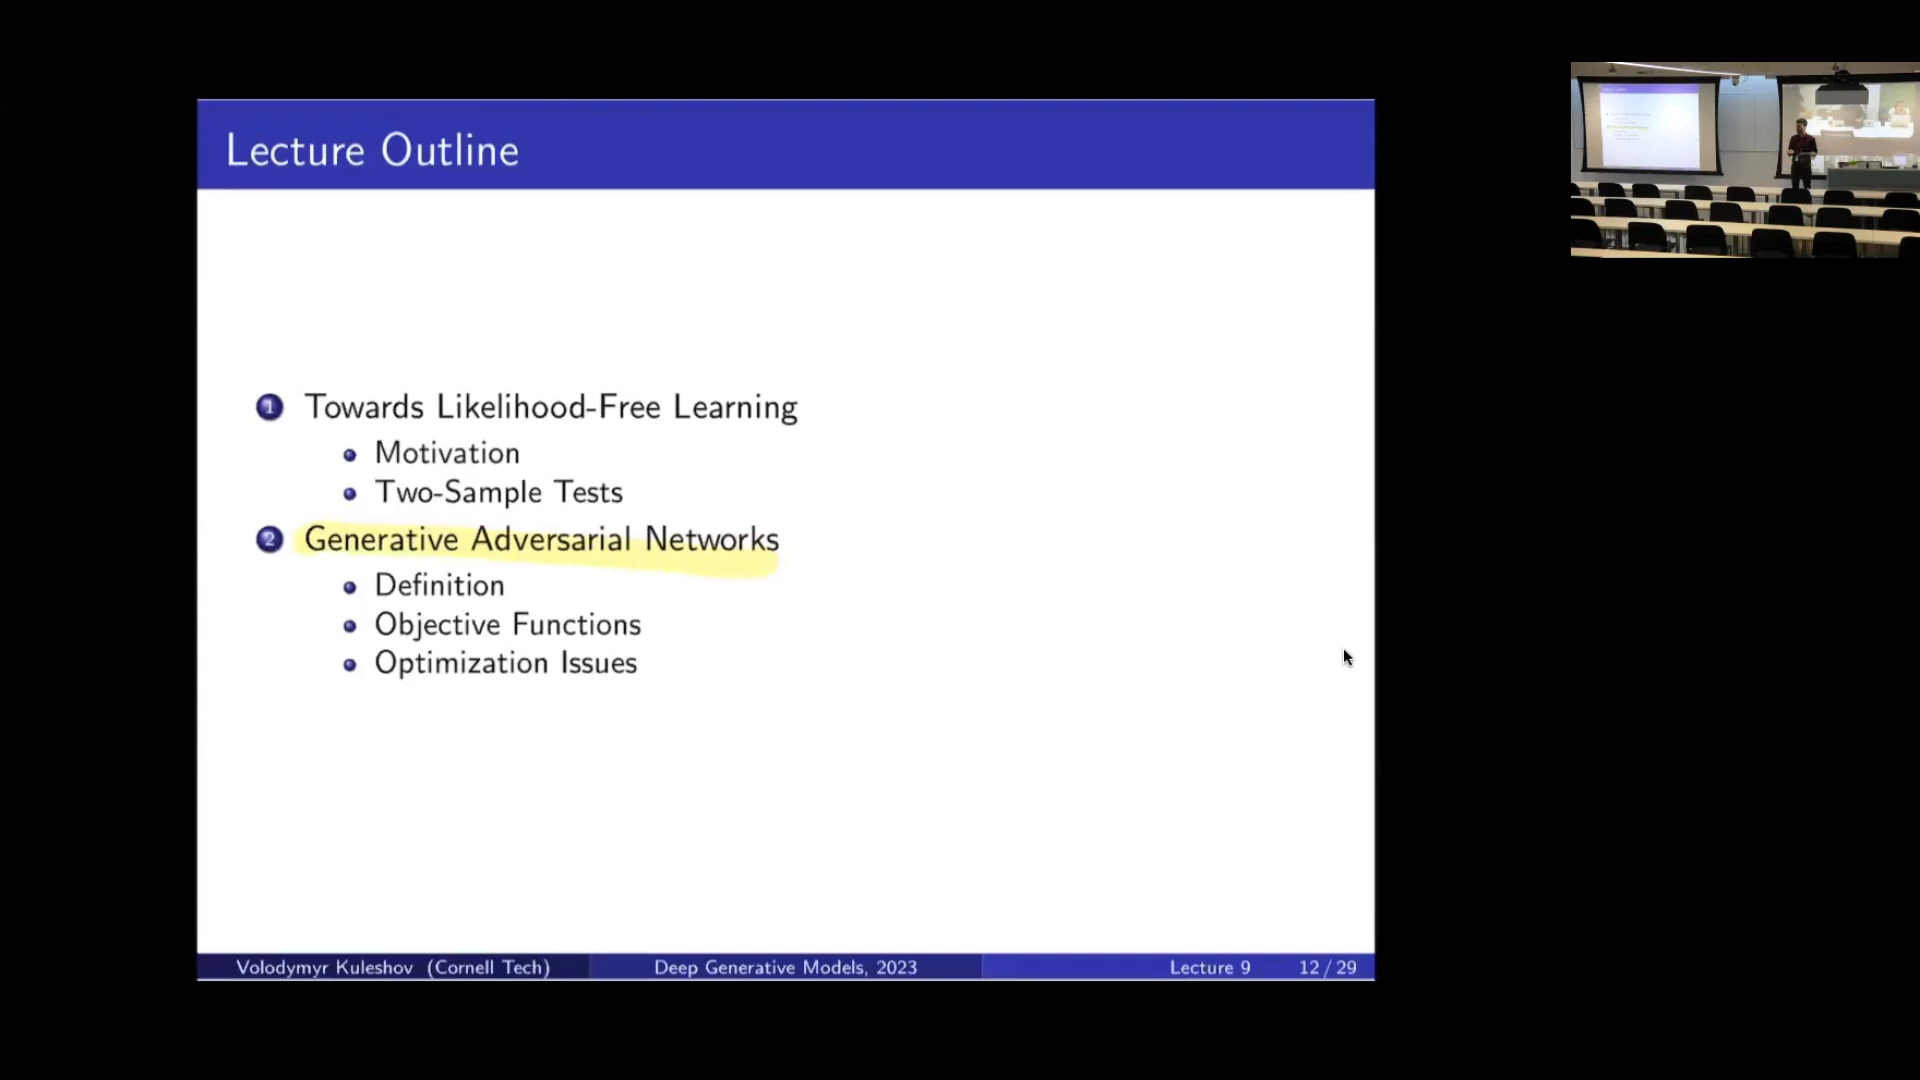 Lecture Outline
1 Towards Likelihood-Free Learning
Motivation
Two-Sample Tests
2 Generative Adversarial Networks
Definition
Objective Functions
Optimization Issues
Volodymyr Kuleshov (Cornell Tech) Deep Generative Models, 2023 Lecture 9 12 / 29